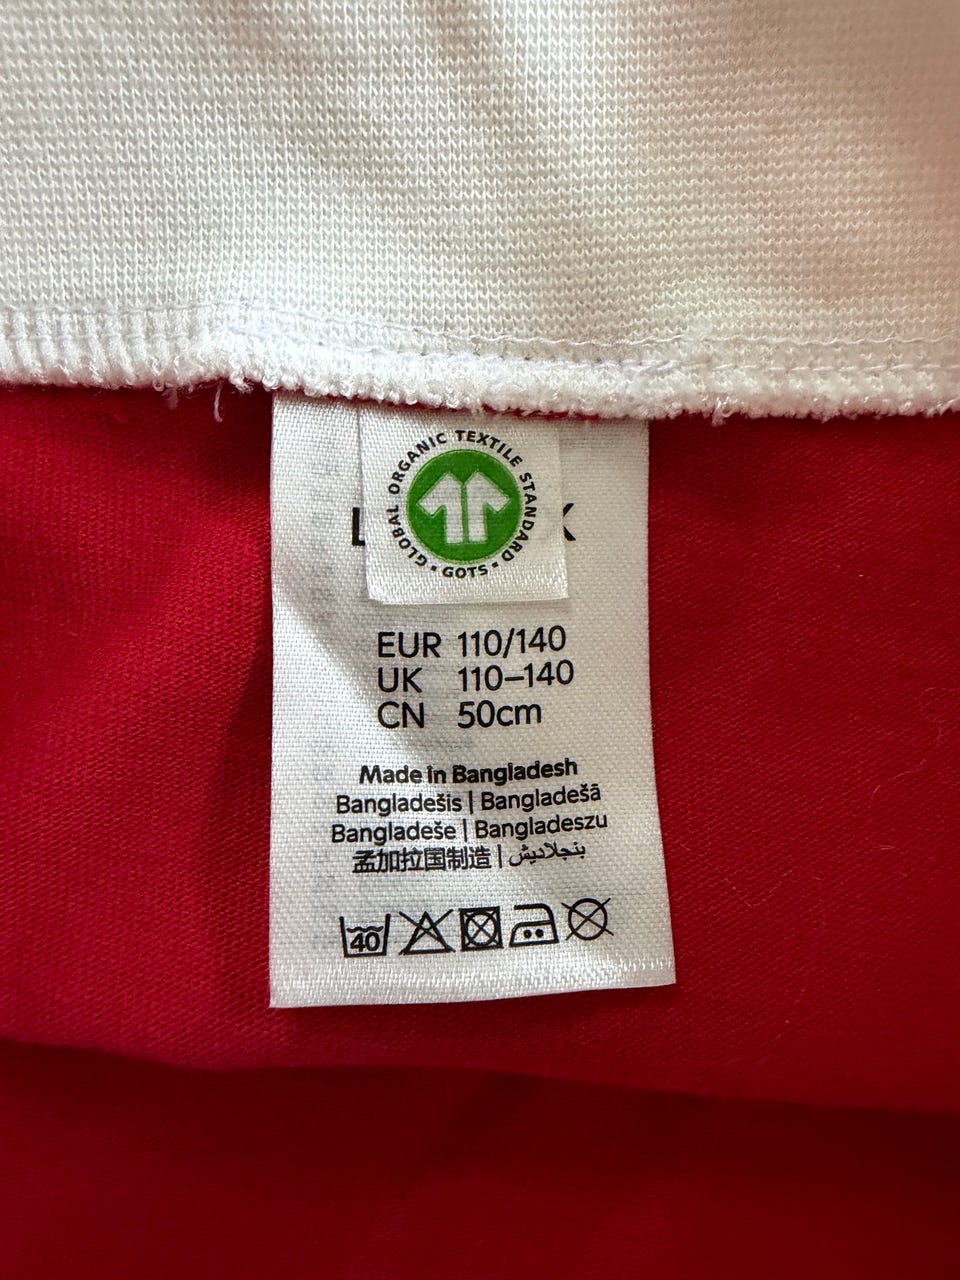 GLOBAL ORGANIC TEXTILE STANDARD • GOTS •
EUR 110/140
UK 110–140
CN 50cm
Made in Bangladesh
Bangladešis | Bangladešā
Bangladeše | Bangladeszu
孟加拉国制造 | بنجلاديش
40